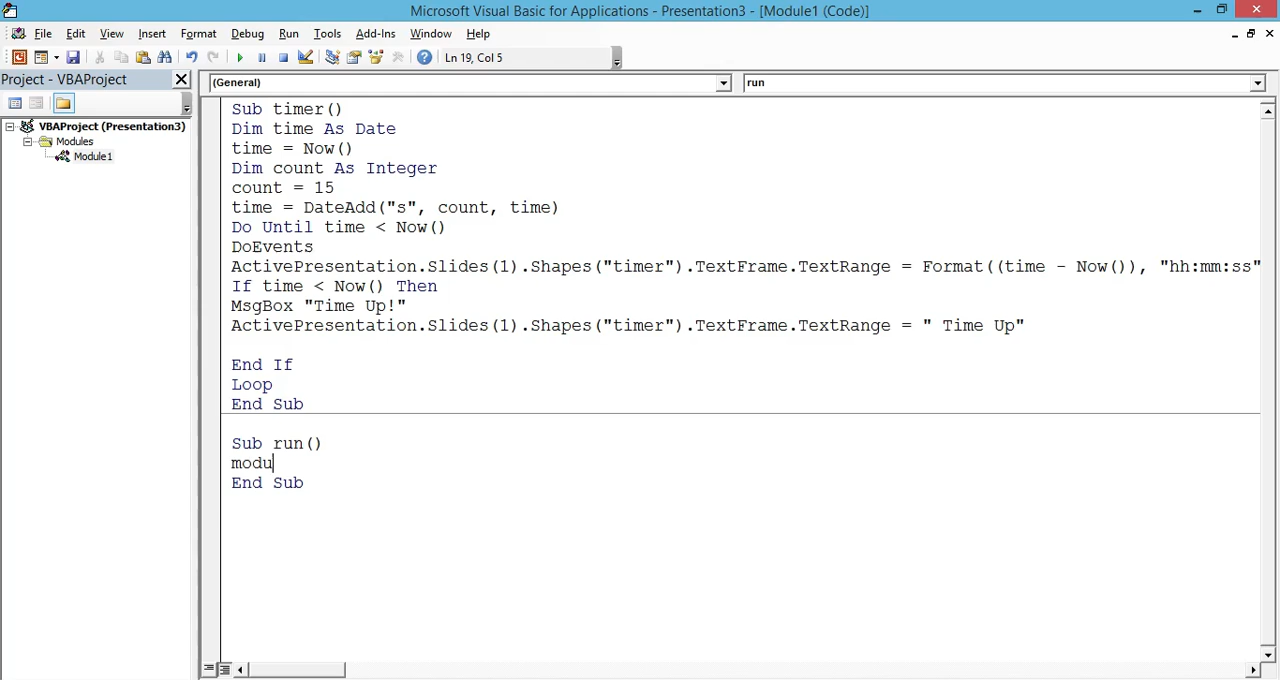 Microsoft Visual Basic for Applications - Presentation3 - [Module1 (Code)]
File Edit View Insert Format Debug Run Tools Add-Ins Window Help
Ln 19, Col 5
Project - VBAProject
(General) run
VBAProject (Presentation3)
Modules
Module1
Sub timer()
Dim time As Date
time = Now()
Dim count As Integer
count = 15
time = DateAdd("s", count, time)
Do Until time < Now()
DoEvents
ActivePresentation.Slides(1).Shapes("timer").TextFrame.TextRange = Format((time - Now()), "hh:mm:ss"
If time < Now() Then
MsgBox "Time Up!"
ActivePresentation.Slides(1).Shapes("timer").TextFrame.TextRange = " Time Up"
End If
Loop
End Sub
Sub run()
modu
End Sub